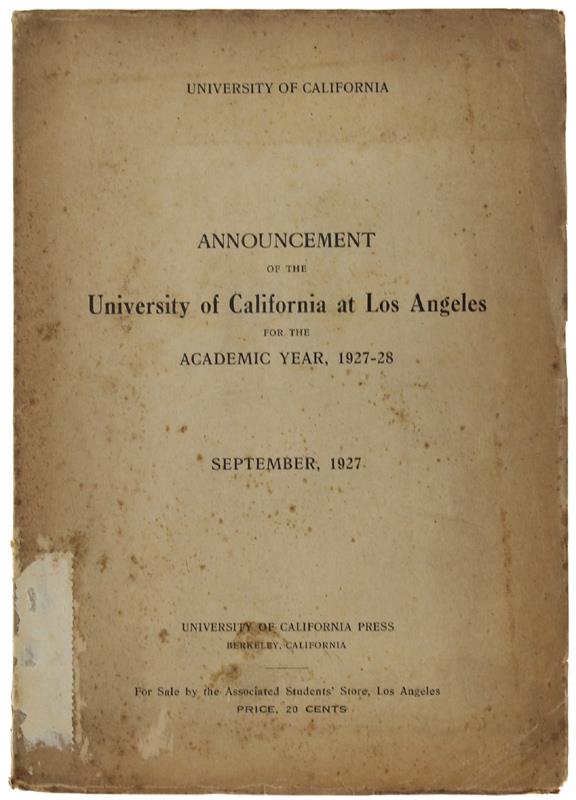 UNIVERSITY OF CALIFORNIA
ANNOUNCEMENT
OF THE
University of California at Los Angeles
FOR THE
ACADEMIC YEAR, 1927-28
SEPTEMBER, 1927
UNIVERSITY OF CALIFORNIA PRESS
BERKELEY, CALIFORNIA
For Sale by the Associated Students' Store, Los Angeles
PRICE, 20 CENTS